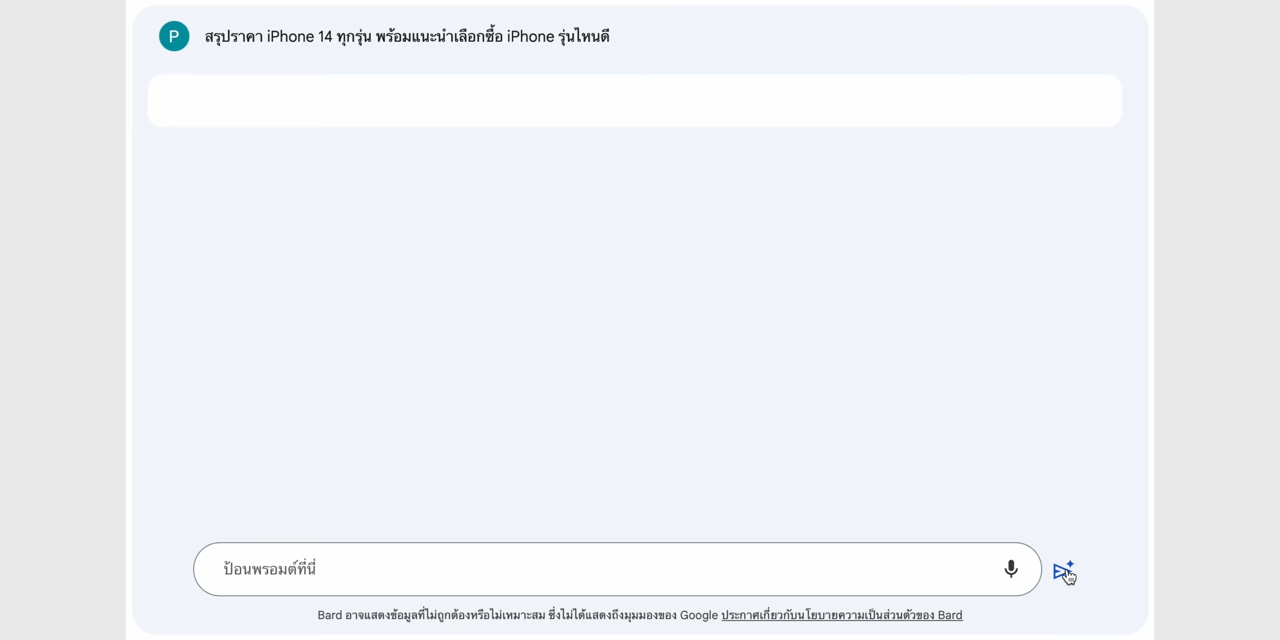 P สรุปราคา iPhone 14 ทุกรุ่น พร้อมแนะนำเลือกซื้อ iPhone รุ่นไหนดี
ป้อนพรอมต์ที่นี่
Bard อาจแสดงข้อมูลที่ไม่ถูกต้องหรือไม่เหมาะสม ซึ่งไม่ได้แสดงถึงมุมมองของ Google ประกาศเกี่ยวกับนโยบายความเป็นส่วนตัวของ Bard